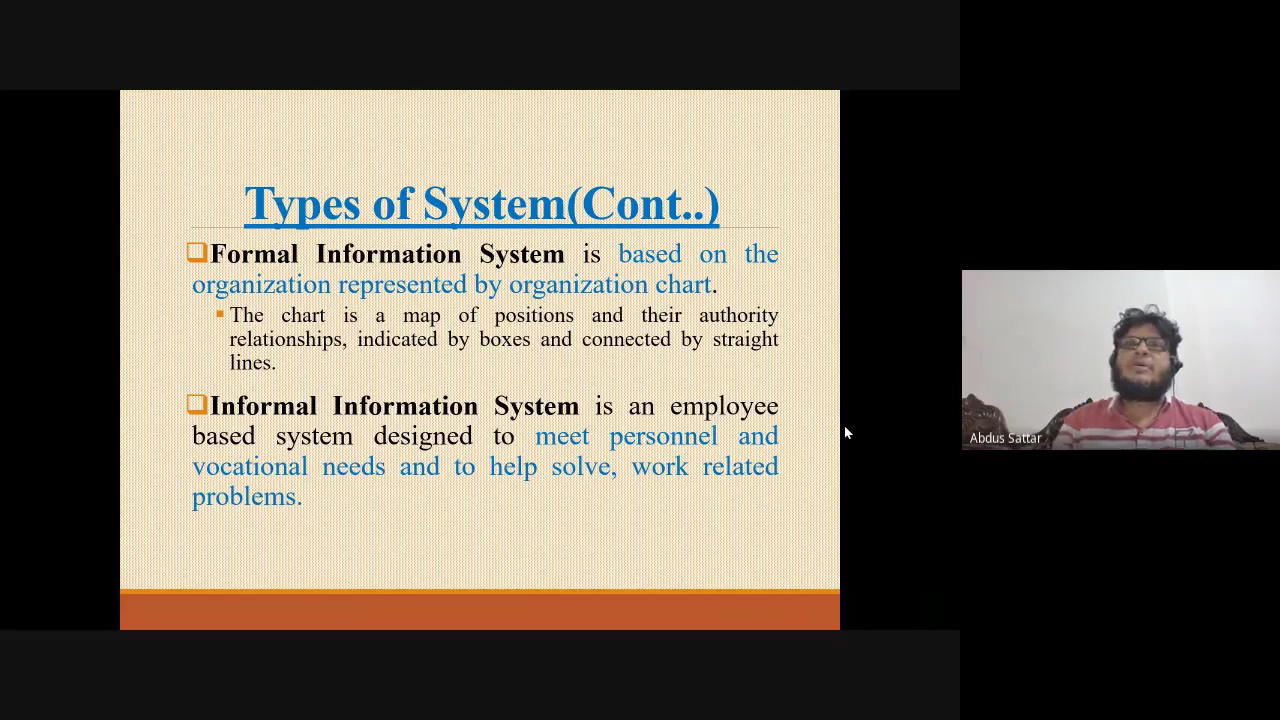 Types of System(Cont..)
Formal Information System is based on the
organization represented by organization chart.
The chart is a map of positions and their authority
relationships, indicated by boxes and connected by straight
lines.
Informal Information System is an employee
based system designed to meet personnel and
vocational needs and to help solve, work related
problems.
Abdus Sattar